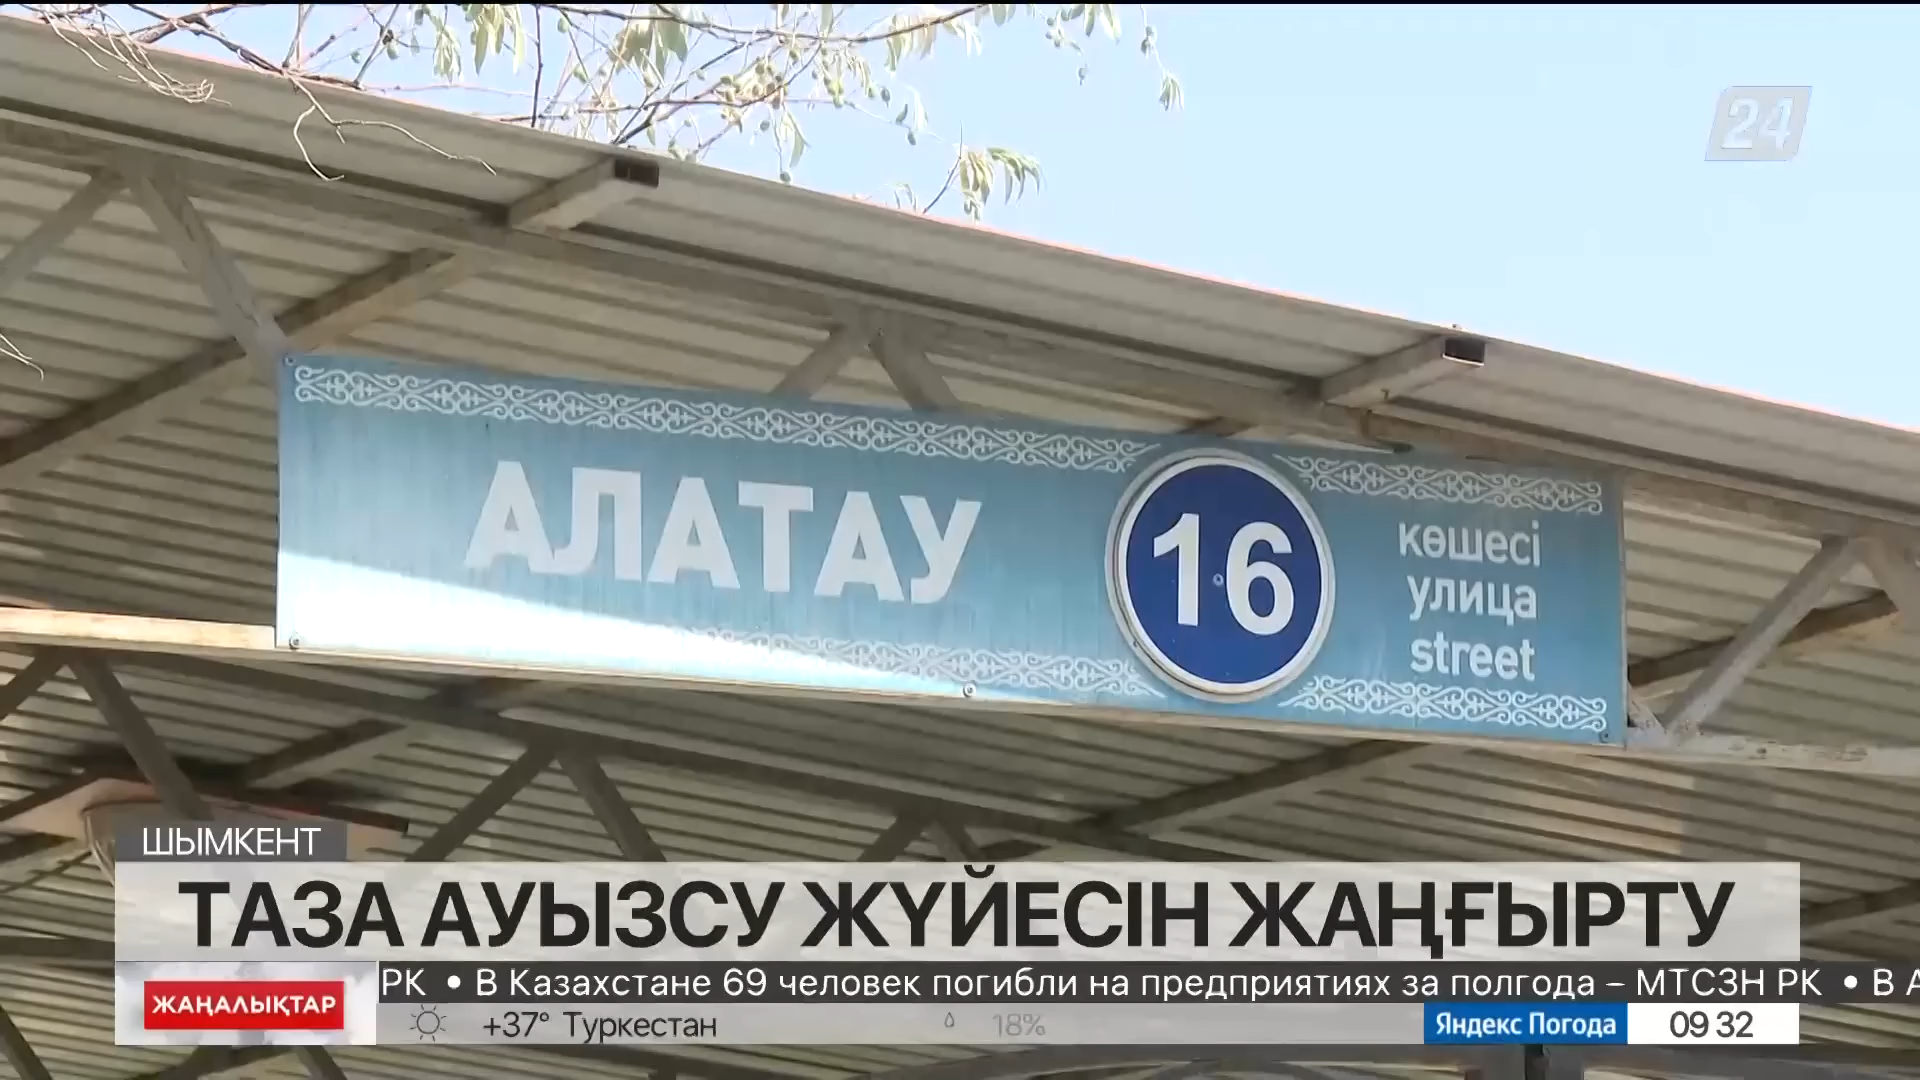 24
АЛАТАУ
16
көшесі
улица
street
ШЫМКЕНТ
ТАЗА АУЫЗСУ ЖҮЙЕСІН ЖАҢҒЫРТУ
ЖАҢАЛЫҚТАР
РК • В Казахстане 69 человек погибли на предприятиях за полгода – МТСЗН РК • В А
+37° Туркестан 18% Яндекс Погода 09 32